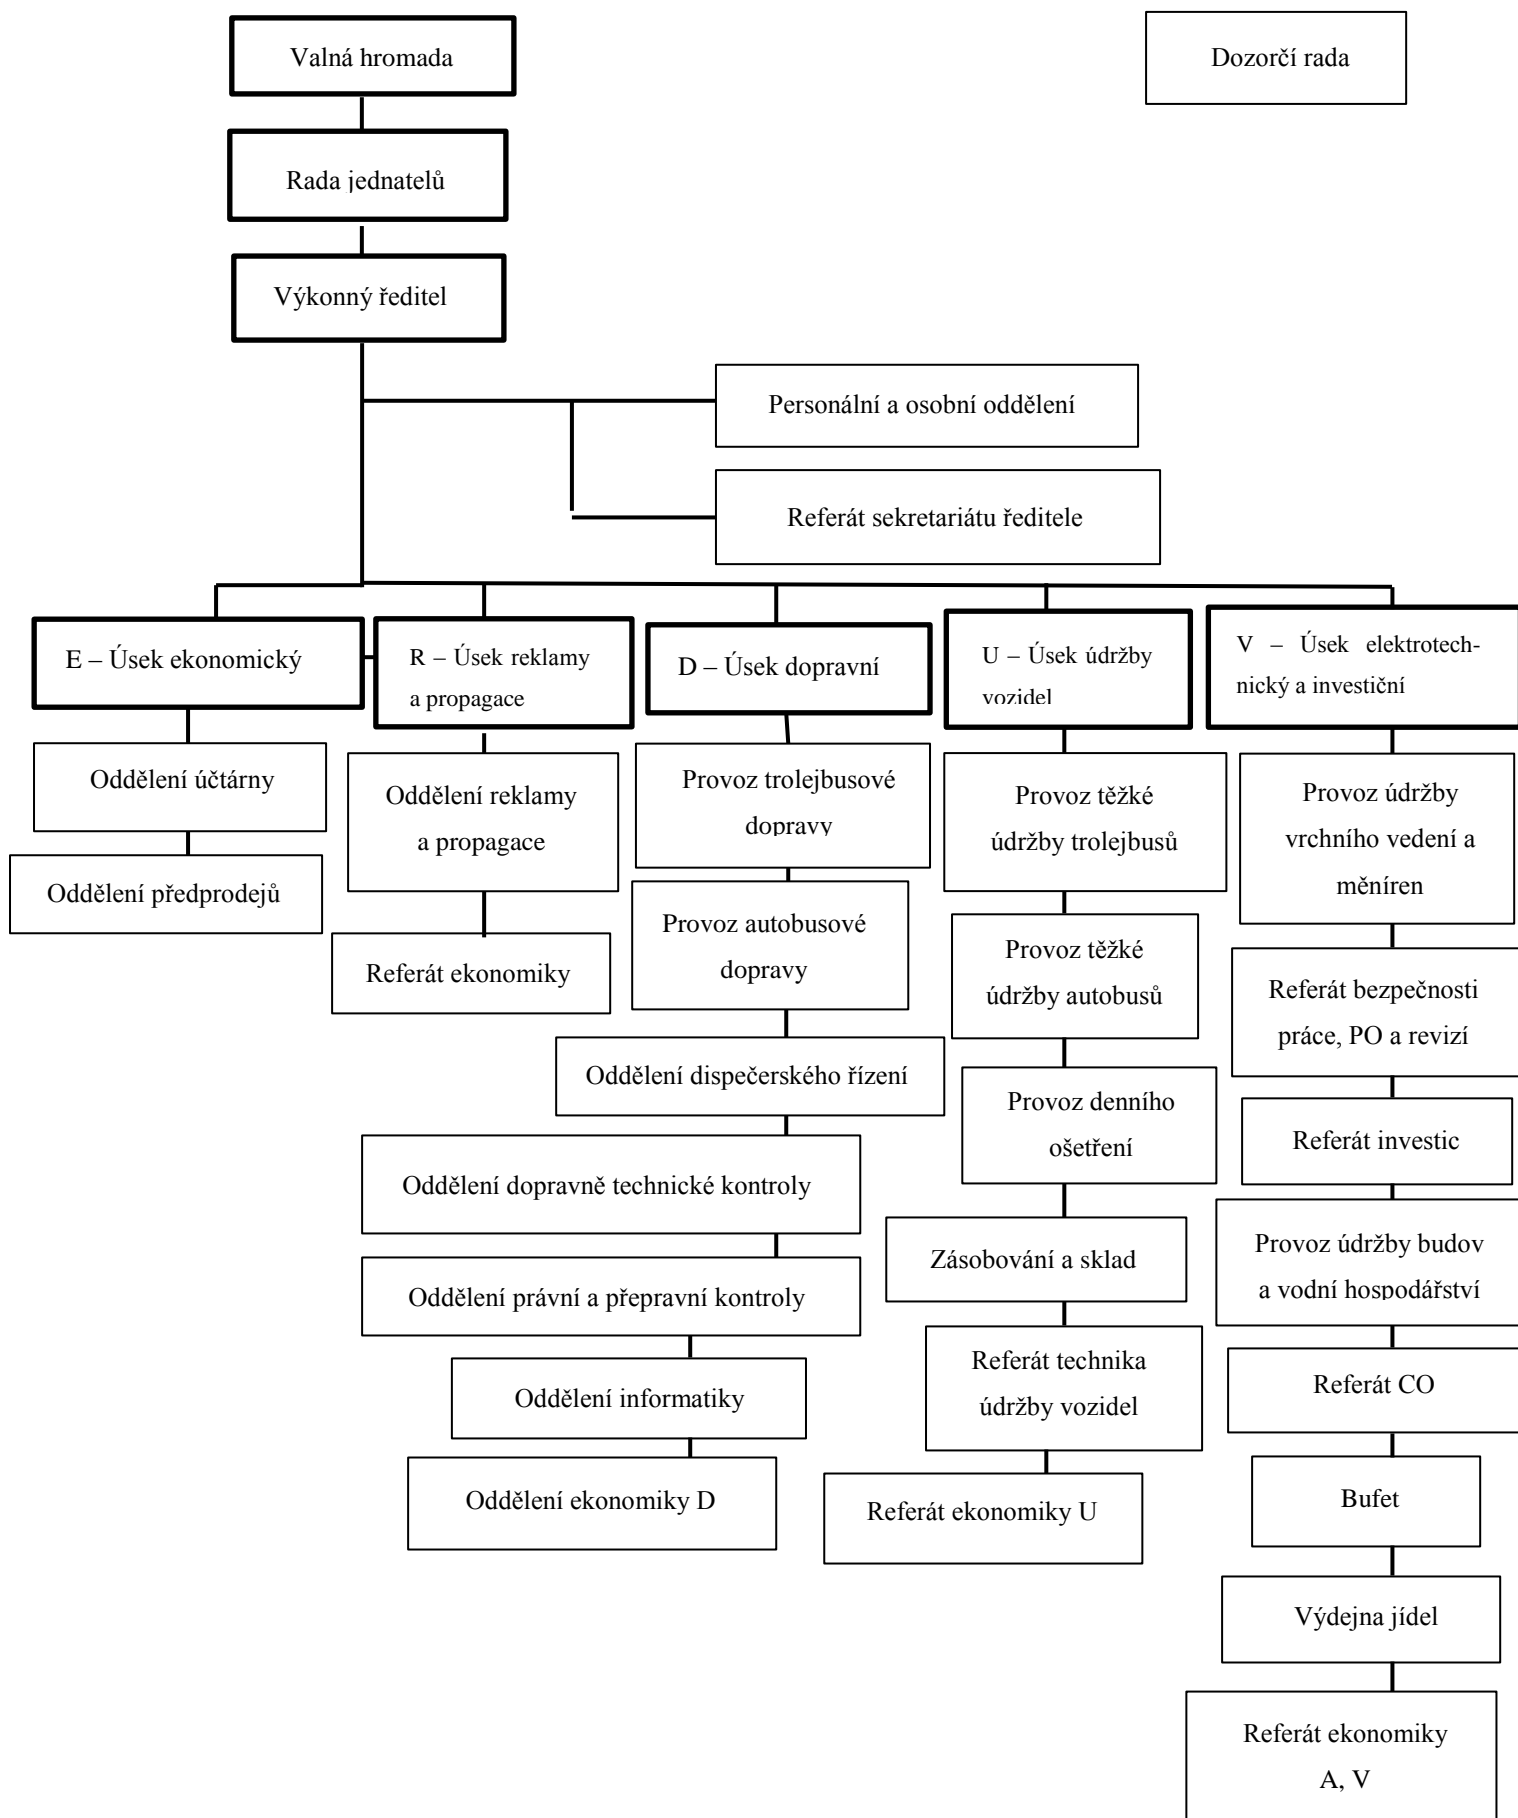 Valná hromada
Dozorčí rada
Rada jednatelů
Výkonný ředitel
Personální a osobní oddělení
Referát sekretariátu ředitele
E – Úsek ekonomický
R – Úsek reklamy
a propagace
D – Úsek dopravní
U – Úsek údržby
vozidel
V – Úsek elektrotech-
nický a investiční
Oddělení účtárny
Oddělení předprodejů
Oddělení reklamy
a propagace
Referát ekonomiky
Provoz trolejbusové
dopravy
Provoz autobusové
dopravy
Oddělení dispečerského řízení
Oddělení dopravně technické kontroly
Oddělení právní a přepravní kontroly
Oddělení informatiky
Oddělení ekonomiky D
Provoz těžké
údržby trolejbusů
Provoz těžké
údržby autobusů
Provoz denního
ošetření
Zásobování a sklad
Referát technika
údržby vozidel
Referát ekonomiky U
Provoz údržby
vrchního vedení a
měníren
Referát bezpečnosti
práce, PO a revizí
Referát investic
Provoz údržby budov
a vodní hospodářství
Referát CO
Bufet
Výdejna jídel
Referát ekonomiky
A, V